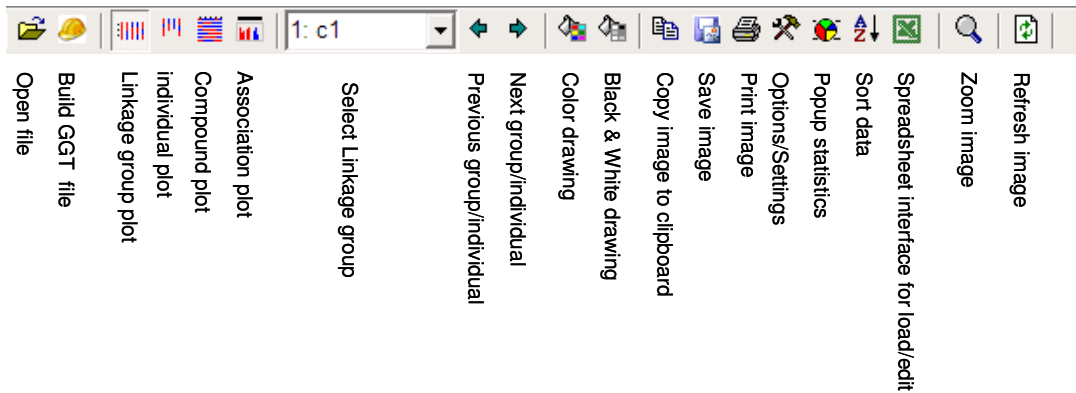 1: c1
Open file
Build GGT file
Linkage group plot
individual plot
Compound plot
Association plot
Select Linkage group
Previous group/individual
Next group/individual
Color drawing
Black & White drawing
Copy image to clipboard
Save image
Print image
Options/Settings
Popup statistics
Sort data
Spreadsheet interface for load/edit
Zoom image
Refresh image